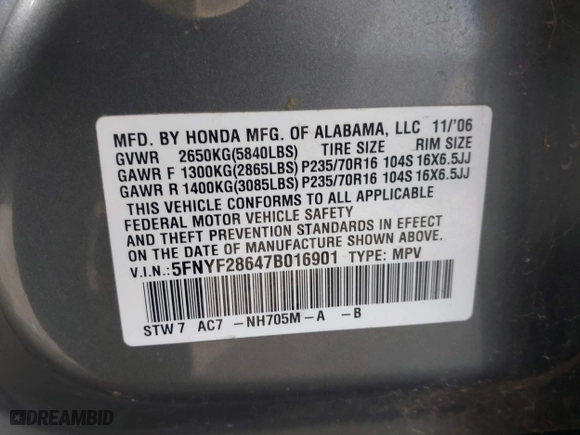 MFD. BY HONDA MFG. OF ALABAMA, LLC 11/'06
GVWR 2650KG(5840LBS) TIRE SIZE RIM SIZE
GAWR F 1300KG(2865LBS) P235/70R16 104S 16X6.5JJ
GAWR R 1400KG(3085LBS) P235/70R16 104S 16X6.5JJ
THIS VEHICLE CONFORMS TO ALL APPLICABLE
FEDERAL MOTOR VEHICLE SAFETY
AND THEFT PREVENTION STANDARDS IN EFFECT
ON THE DATE OF MANUFACTURE SHOWN ABOVE.
V.I.N.:5FNYF28647B016901 TYPE: MPV
STW7 AC7 -NH705M-A -B
DREAMBID